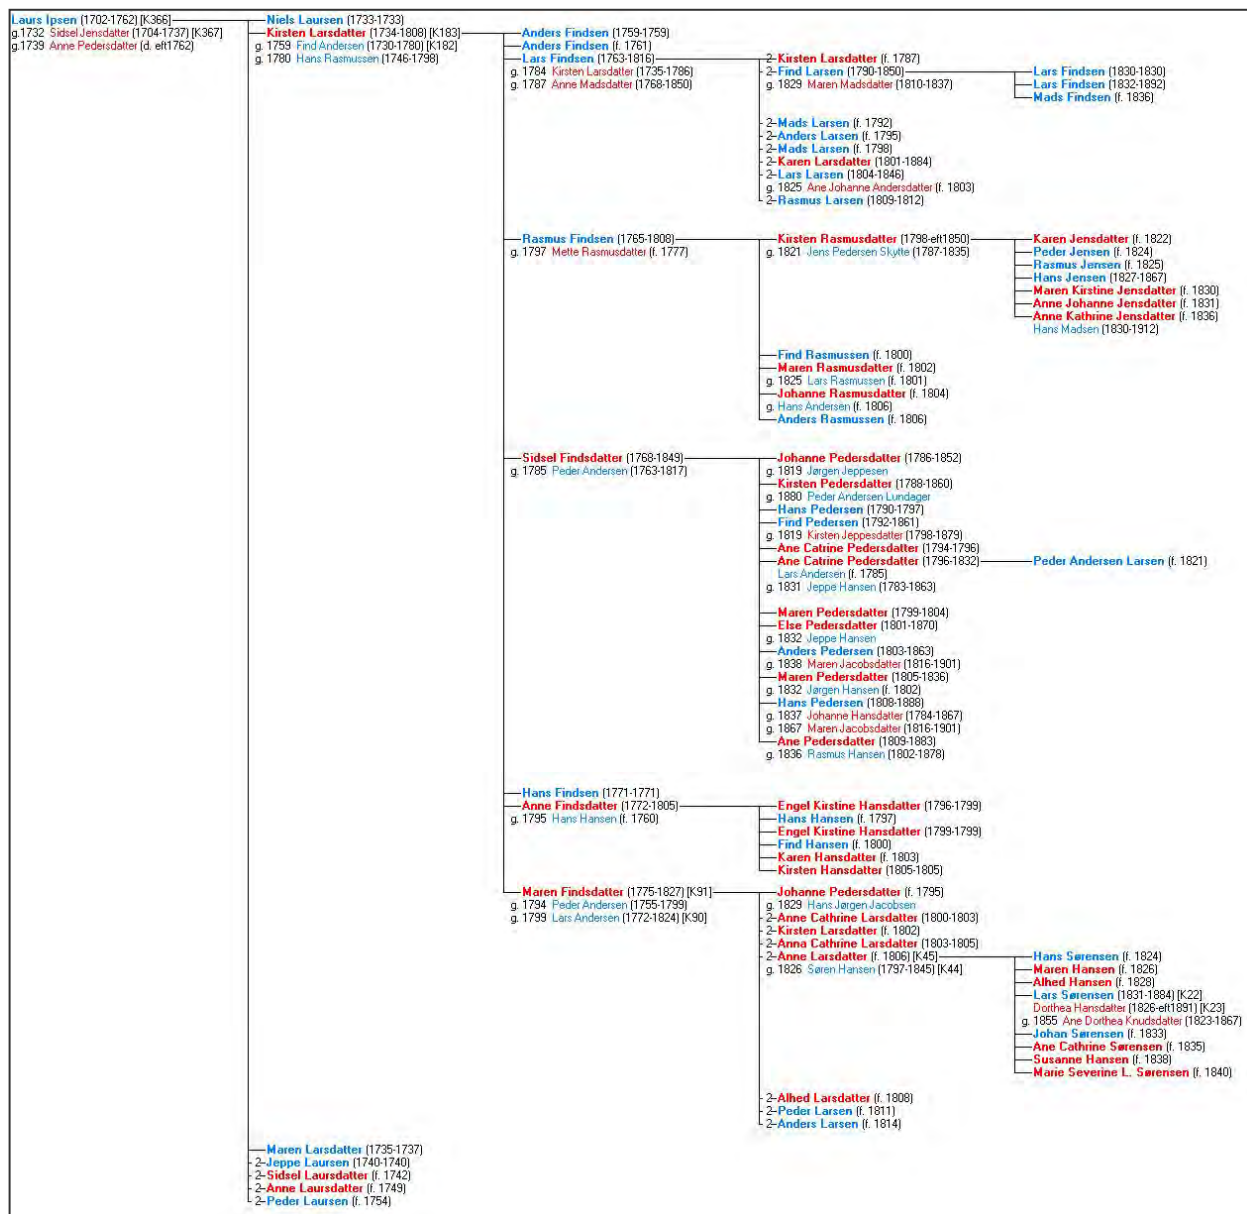 Laurs Ipsen (1702-1762) [K366]
g.1732 Sidsel Jensdatter (1704-1737) [K367]
g.1739 Anne Pedersdatter (d. eft1762)
Niels Laursen (1733-1733)
Kirsten Larsdatter (1734-1808) [K183]
g. 1759 Find Andersen (1730-1780) [K182]
g. 1780 Hans Rasmussen (1746-1798)
Anders Findsen (1759-1759)
Anders Findsen (f. 1761)
Lars Findsen (1763-1816)
g. 1784 Kirsten Larsdatter (1735-1786)
g. 1787 Anne Madsdatter (1768-1850)
2 Kirsten Larsdatter (f. 1787)
2 Find Larsen (1790-1850)
g. 1829 Maren Madsdatter (1810-1837)
Lars Findsen (1830-1830)
Lars Findsen (1832-1892)
Mads Findsen (f. 1836)
2 Mads Larsen (f. 1792)
2 Anders Larsen (f. 1795)
2 Mads Larsen (f. 1798)
2 Karen Larsdatter (1801-1884)
2 Lars Larsen (1804-1846)
g. 1825 Ane Johanne Andersdatter (f. 1803)
2 Rasmus Larsen (1809-1812)
Rasmus Findsen (1765-1808)
g. 1797 Mette Rasmusdatter (f. 1777)
Kirsten Rasmusdatter (1798-eft1850)
g. 1821 Jens Pedersen Skytte (1787-1835)
Karen Jensdatter (f. 1822)
Peder Jensen (f. 1824)
Rasmus Jensen (f. 1825)
Hans Jensen (1827-1867)
Maren Kirstine Jensdatter (f. 1830)
Anne Johanne Jensdatter (f. 1831)
Anne Kathrine Jensdatter (f. 1836)
Hans Madsen (1830-1912)
Find Rasmussen (f. 1800)
Maren Rasmusdatter (f. 1802)
g. 1825 Lars Rasmussen (f. 1801)
Johanne Rasmusdatter (f. 1804)
g. Hans Andersen (f. 1806)
Anders Rasmussen (f. 1806)
Sidsel Findsdatter (1768-1849)
g. 1785 Peder Andersen (1763-1817)
Johanne Pedersdatter (1786-1852)
g. 1819 Jørgen Jeppesen
Kirsten Pedersdatter (1788-1860)
g. 1880 Peder Andersen Lundager
Hans Pedersen (1790-1797)
Find Pedersen (1792-1861)
g. 1819 Kirsten Jeppesdatter (1798-1879)
Ane Catrine Pedersdatter (1794-1796)
Ane Catrine Pedersdatter (1796-1832)
Lars Andersen (f. 1785)
g. 1831 Jeppe Hansen (1783-1863)
Peder Andersen Larsen (f. 1821)
Maren Pedersdatter (1799-1804)
Else Pedersdatter (1801-1870)
g. 1832 Jeppe Hansen
Anders Pedersen (1803-1863)
g. 1838 Maren Jacobsdatter (1816-1901)
Maren Pedersdatter (1805-1836)
g. 1832 Jørgen Hansen (f. 1802)
Hans Pedersen (1808-1888)
g. 1837 Johanne Hansdatter (1784-1867)
g. 1867 Maren Jacobsdatter (1816-1901)
Ane Pedersdatter (1809-1883)
g. 1836 Rasmus Hansen (1802-1878)
Hans Findsen (1771-1771)
Anne Findsdatter (1772-1805)
g. 1795 Hans Hansen (f. 1760)
Engel Kirstine Hansdatter (1796-1799)
Hans Hansen (f. 1797)
Engel Kirstine Hansdatter (1799-1799)
Find Hansen (f. 1800)
Karen Hansdatter (f. 1803)
Kirsten Hansdatter (1805-1805)
Maren Findsdatter (1775-1827) [K91]
g. 1794 Peder Andersen (1755-1799)
g. 1799 Lars Andersen (1772-1824) [K90]
Johanne Pedersdatter (f. 1795)
g. 1829 Hans Jørgen Jacobsen
2 Anne Cathrine Larsdatter (1800-1803)
2 Kirsten Larsdatter (f. 1802)
2 Anna Cathrine Larsdatter (1803-1805)
2 Anne Larsdatter (f. 1806) [K45]
g. 1826 Søren Hansen (1797-1845) [K44]
Hans Sørensen (f. 1824)
Maren Hansen (f. 1826)
Alhed Hansen (f. 1828)
Lars Sørensen (1831-1884) [K22]
Dorthea Hansdatter (1826-eft1891) [K23]
g. 1855 Ane Dorthea Knudsdatter (1823-1867)
Johan Sørensen (f. 1833)
Ane Cathrine Sørensen (f. 1835)
Susanne Hansen (f. 1838)
Marie Severine L. Sørensen (f. 1840)
2 Alhed Larsdatter (f. 1808)
2 Peder Larsen (f. 1811)
2 Anders Larsen (f. 1814)
Maren Larsdatter (1735-1737)
2 Jeppe Laursen (1740-1740)
2 Sidsel Laursdatter (f. 1742)
2 Anne Laursdatter (f. 1749)
2 Peder Laursen (f. 1754)